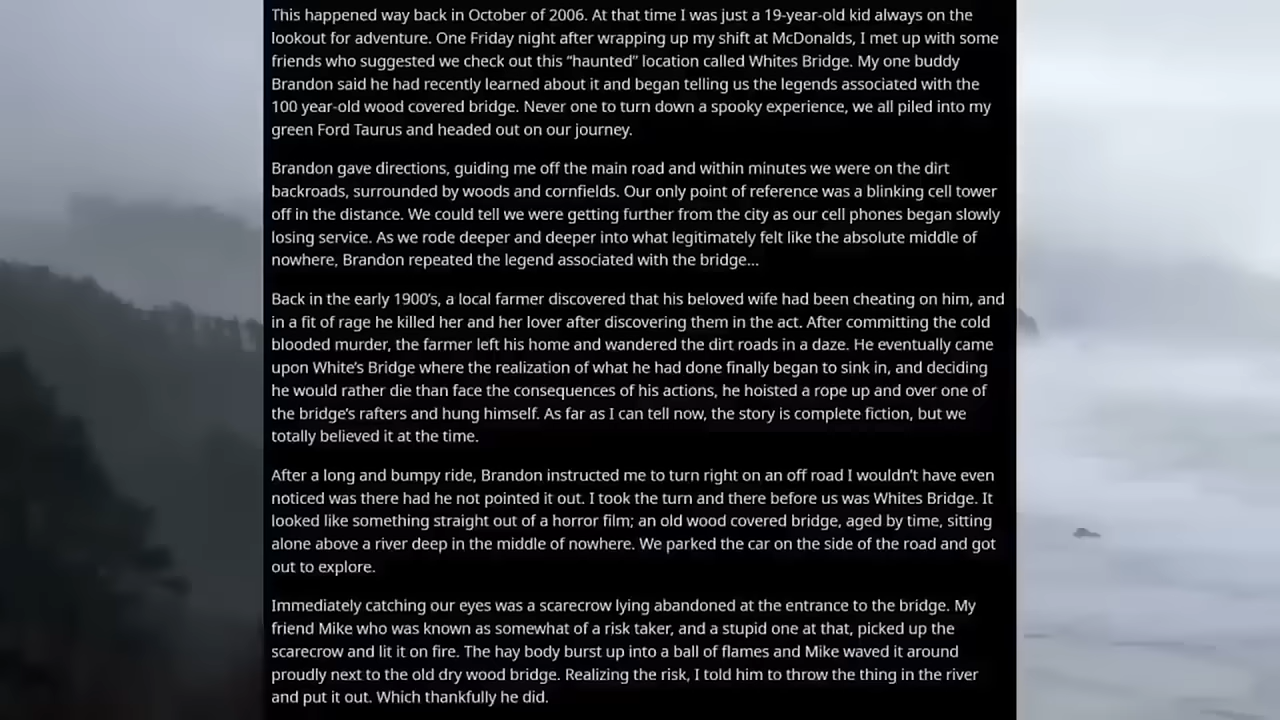 This happened way back in October of 2006. At that time I was just a 19-year-old kid always on the
lookout for adventure. One Friday night after wrapping up my shift at McDonalds, I met up with some
friends who suggested we check out this “haunted” location called Whites Bridge. My one buddy
Brandon said he had recently learned about it and began telling us the legends associated with the
100 year-old wood covered bridge. Never one to turn down a spooky experience, we all piled into my
green Ford Taurus and headed out on our journey.
Brandon gave directions, guiding me off the main road and within minutes we were on the dirt
backroads, surrounded by woods and cornfields. Our only point of reference was a blinking cell tower
off in the distance. We could tell we were getting further from the city as our cell phones began slowly
losing service. As we rode deeper and deeper into what legitimately felt like the absolute middle of
nowhere, Brandon repeated the legend associated with the bridge...
Back in the early 1900’s, a local farmer discovered that his beloved wife had been cheating on him, and
in a fit of rage he killed her and her lover after discovering them in the act. After committing the cold
blooded murder, the farmer left his home and wandered the dirt roads in a daze. He eventually came
upon White’s Bridge where the realization of what he had done finally began to sink in, and deciding
he would rather die than face the consequences of his actions, he hoisted a rope up and over one of
the bridge’s rafters and hung himself. As far as I can tell now, the story is complete fiction, but we
totally believed it at the time.
After a long and bumpy ride, Brandon instructed me to turn right on an off road I wouldn’t have even
noticed was there had he not pointed it out. I took the turn and there before us was Whites Bridge. It
looked like something straight out of a horror film; an old wood covered bridge, aged by time, sitting
alone above a river deep in the middle of nowhere. We parked the car on the side of the road and got
out to explore.
Immediately catching our eyes was a scarecrow lying abandoned at the entrance to the bridge. My
friend Mike who was known as somewhat of a risk taker, and a stupid one at that, picked up the
scarecrow and lit it on fire. The hay body burst up into a ball of flames and Mike waved it around
proudly next to the old dry wood bridge. Realizing the risk, I told him to throw the thing in the river
and put it out. Which thankfully he did.